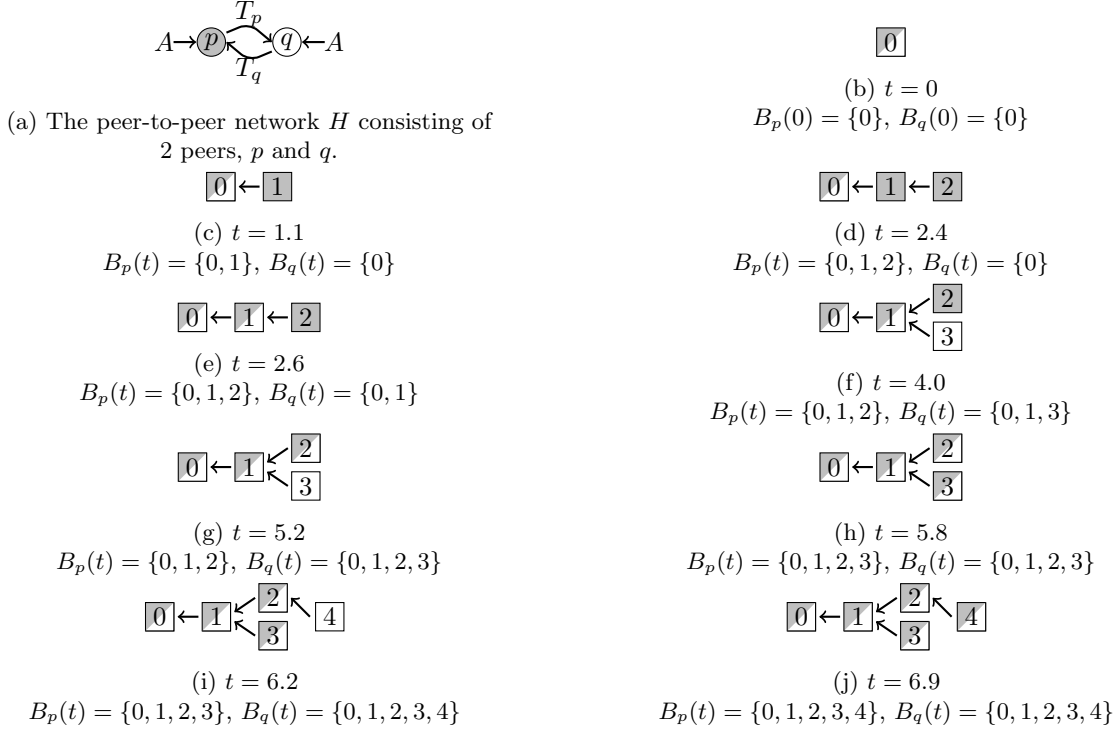 T_p
A p q A
T_q
(a) The peer-to-peer network H consisting of
2 peers, p and q.
0
(b) t = 0
B_p(0) = {0}, B_q(0) = {0}
0 1
(c) t = 1.1
B_p(t) = {0, 1}, B_q(t) = {0}
0 1 2
(d) t = 2.4
B_p(t) = {0, 1, 2}, B_q(t) = {0}
0 1 2
(e) t = 2.6
B_p(t) = {0, 1, 2}, B_q(t) = {0, 1}
2
0 1
3
(f) t = 4.0
B_p(t) = {0, 1, 2}, B_q(t) = {0, 1, 3}
2
0 1
3
(g) t = 5.2
B_p(t) = {0, 1, 2}, B_q(t) = {0, 1, 2, 3}
2
0 1
3
(h) t = 5.8
B_p(t) = {0, 1, 2, 3}, B_q(t) = {0, 1, 2, 3}
2
0 1 4
3
(i) t = 6.2
B_p(t) = {0, 1, 2, 3}, B_q(t) = {0, 1, 2, 3, 4}
2
0 1 4
3
(j) t = 6.9
B_p(t) = {0, 1, 2, 3, 4}, B_q(t) = {0, 1, 2, 3, 4}